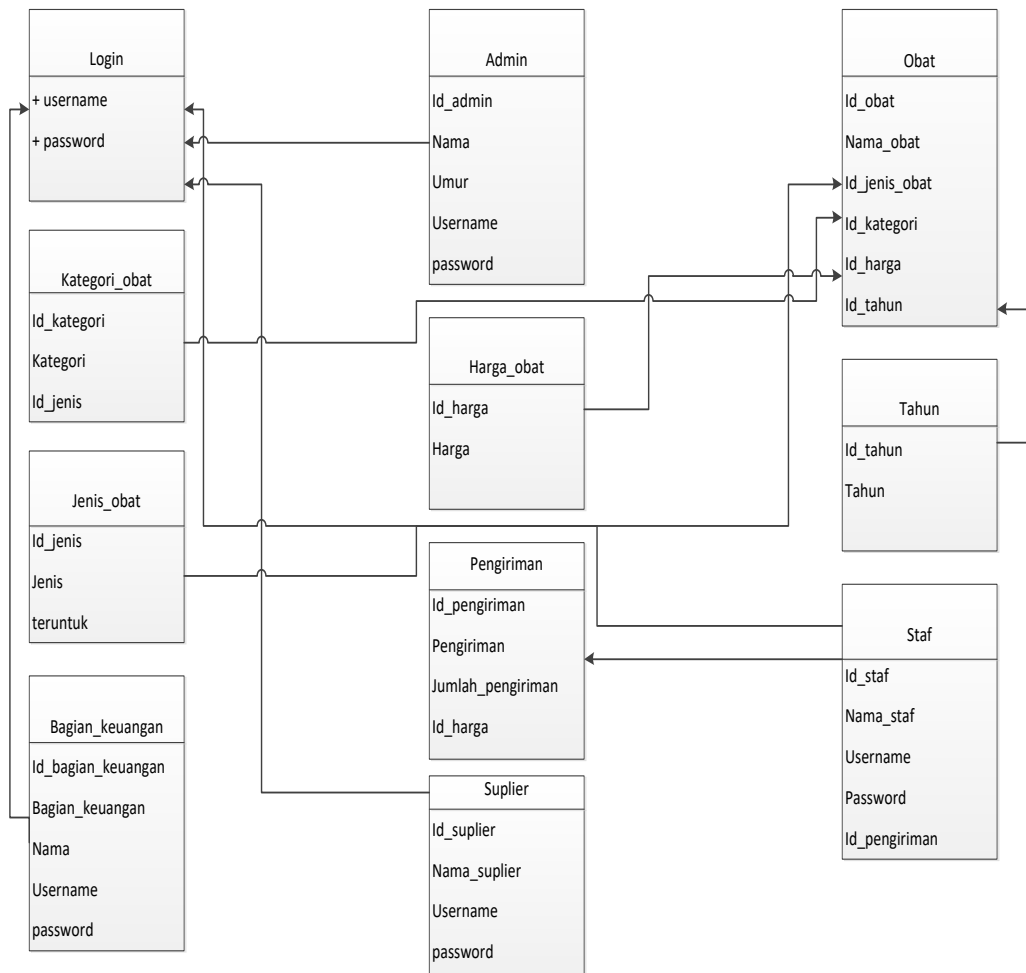 Login
+ username
+ password
Admin
Id_admin
Nama
Umur
Username
password
Obat
Id_obat
Nama_obat
Id_jenis_obat
Id_kategori
Id_harga
Id_tahun
Kategori_obat
Id_kategori
Kategori
Id_jenis
Harga_obat
Id_harga
Harga
Tahun
Id_tahun
Tahun
Jenis_obat
Id_jenis
Jenis
teruntuk
Pengiriman
Id_pengiriman
Pengiriman
Jumlah_pengiriman
Id_harga
Staf
Id_staf
Nama_staf
Username
Password
Id_pengiriman
Bagian_keuangan
Id_bagian_keuangan
Bagian_keuangan
Nama
Username
password
Suplier
Id_suplier
Nama_suplier
Username
password